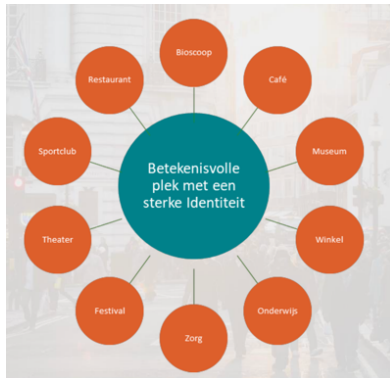 Bioscoop
Café
Museum
Winkel
Onderwijs
Zorg
Festival
Theater
Sportclub
Restaurant
Betekenisvolle
plek met een
sterke Identiteit